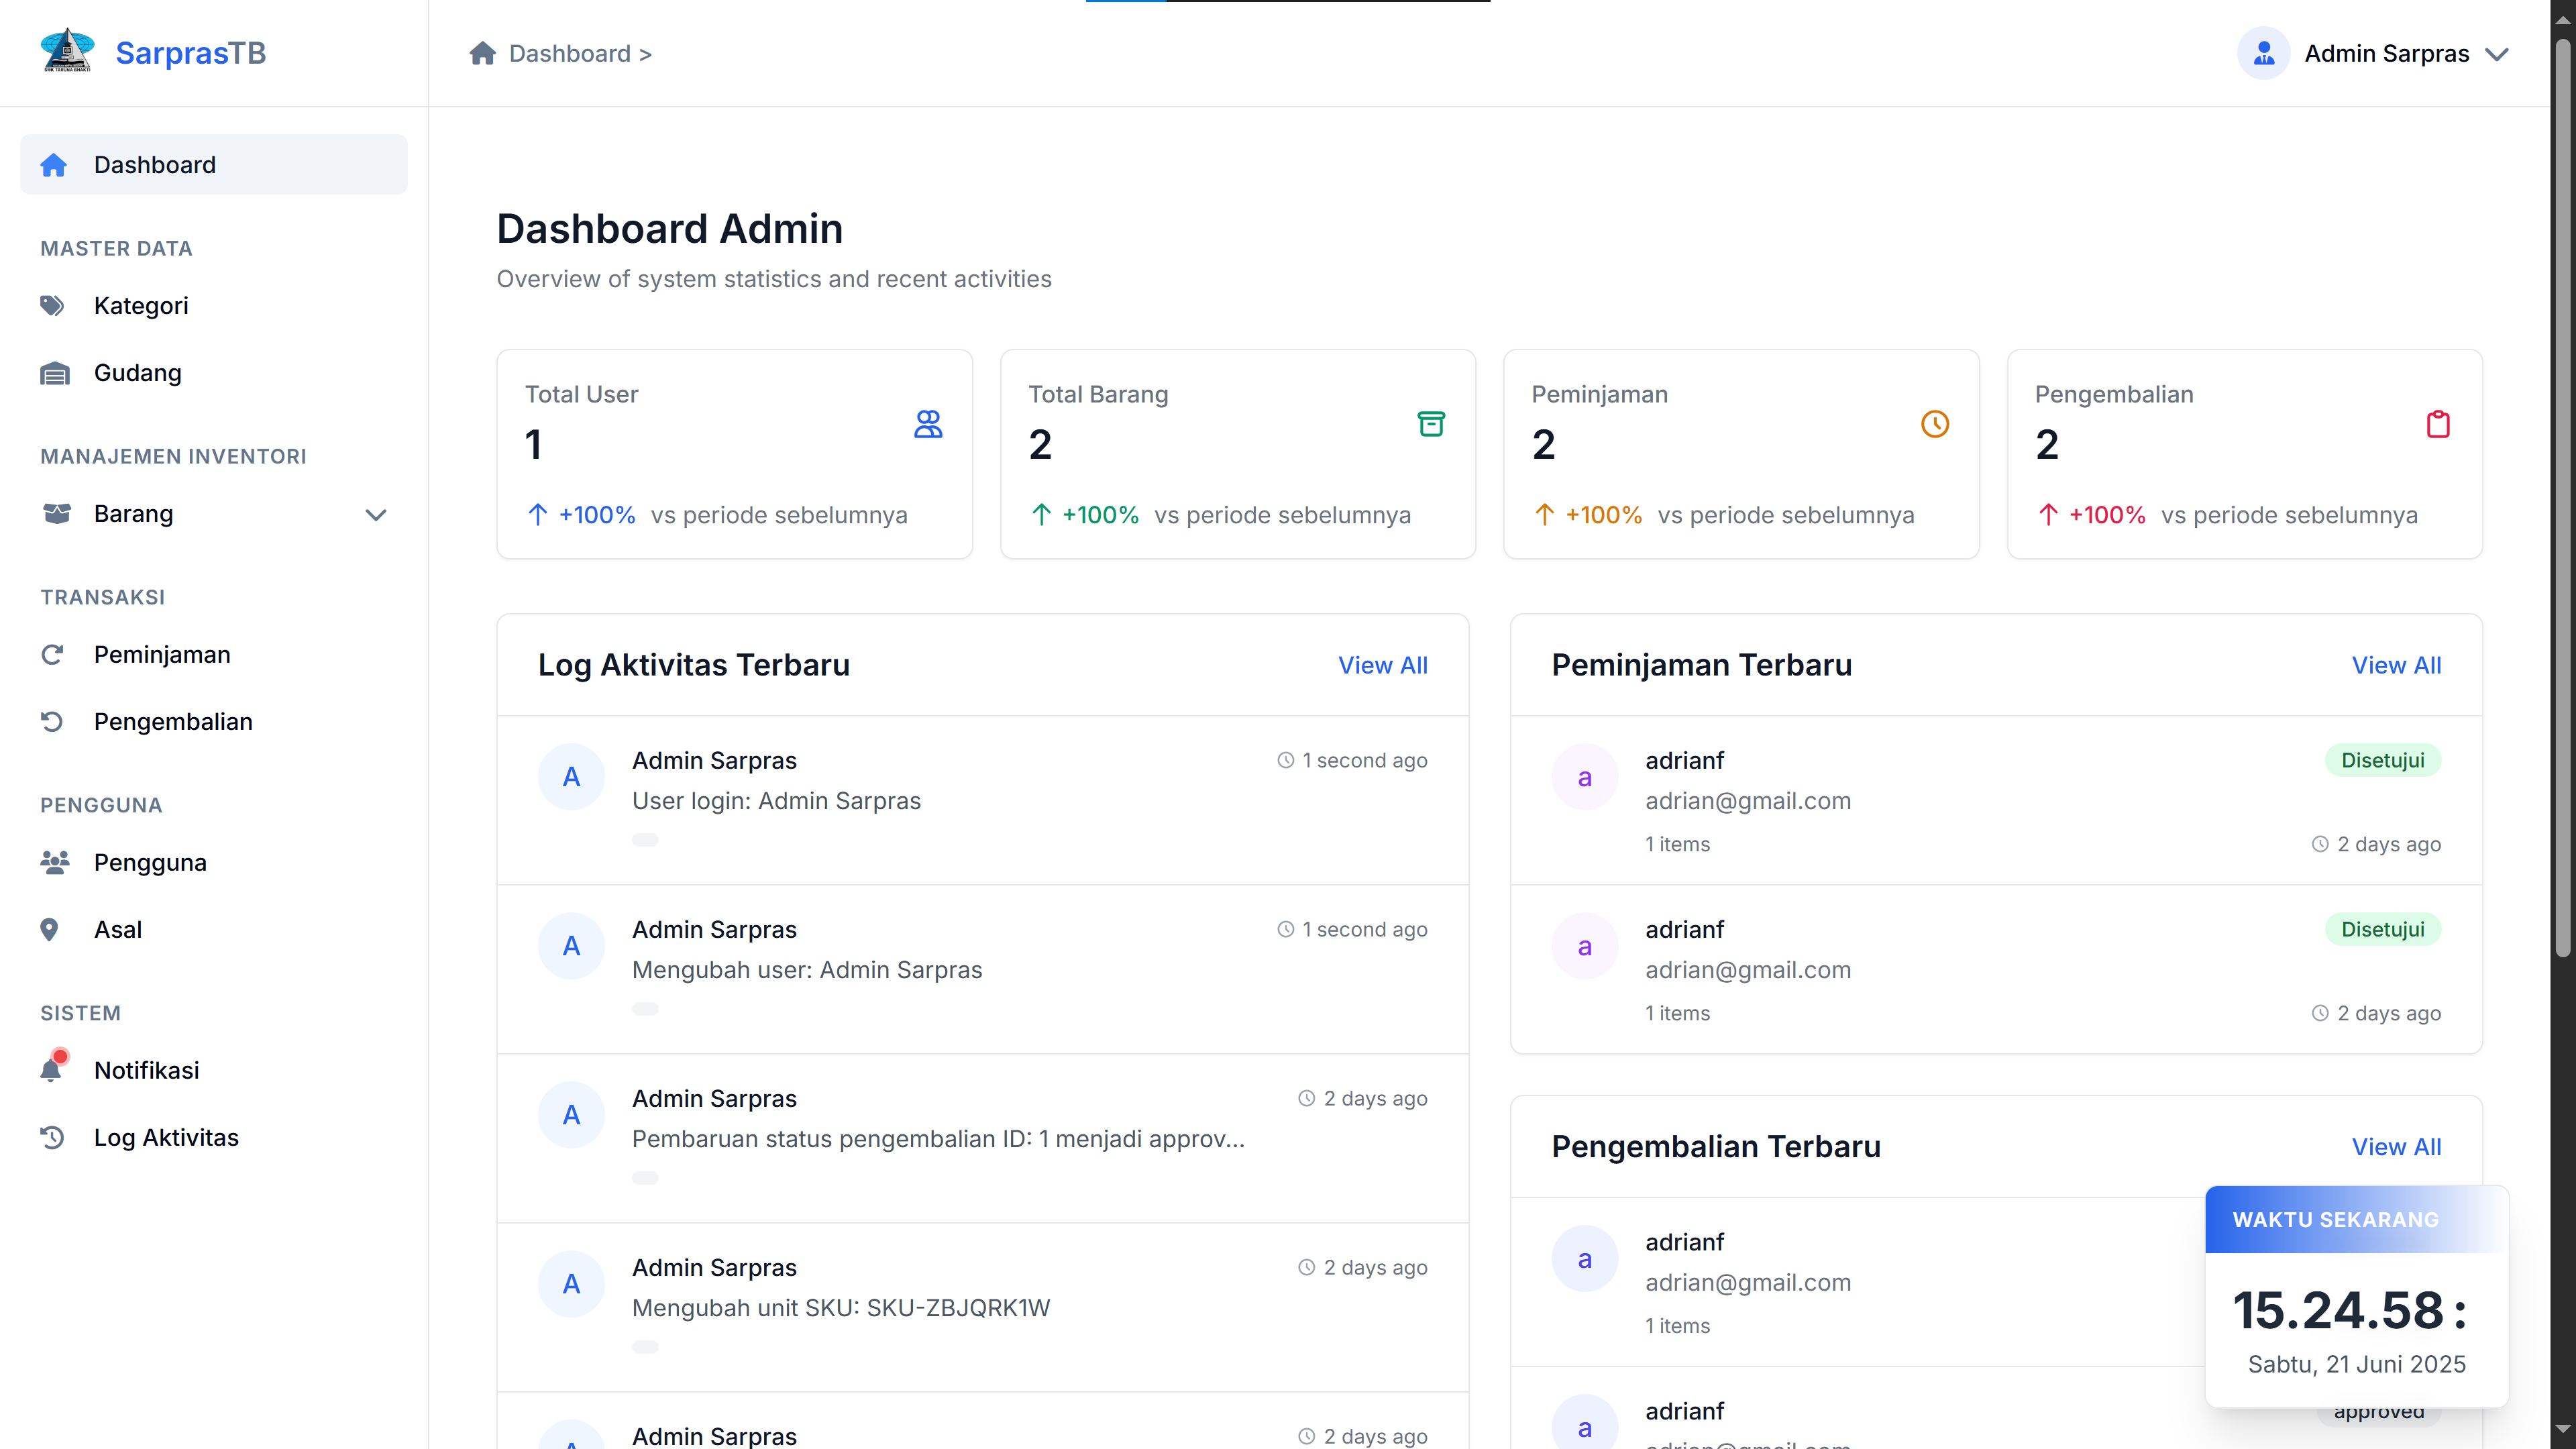 SarprasTB
Dashboard >
Admin Sarpras
Dashboard
MASTER DATA
Kategori
Gudang
MANAJEMEN INVENTORI
Barang
TRANSAKSI
Peminjaman
Pengembalian
PENGGUNA
Pengguna
Asal
SISTEM
Notifikasi
Log Aktivitas
Dashboard Admin
Overview of system statistics and recent activities
Total User
1
+100% vs periode sebelumnya
Total Barang
2
+100% vs periode sebelumnya
Peminjaman
2
+100% vs periode sebelumnya
Pengembalian
2
+100% vs periode sebelumnya
Log Aktivitas Terbaru
View All
A
Admin Sarpras
1 second ago
User login: Admin Sarpras
A
Admin Sarpras
1 second ago
Mengubah user: Admin Sarpras
A
Admin Sarpras
2 days ago
Pembaruan status pengembalian ID: 1 menjadi approv...
A
Admin Sarpras
2 days ago
Mengubah unit SKU: SKU-ZBJQRK1W
A
Admin Sarpras
2 days ago
Peminjaman Terbaru
View All
a
adrianf
Disetujui
adrian@gmail.com
1 items
2 days ago
a
adrianf
Disetujui
adrian@gmail.com
1 items
2 days ago
Pengembalian Terbaru
View All
a
adrianf
adrian@gmail.com
1 items
a
adrianf
approved
adrian@gmail.com
WAKTU SEKARANG
15.24.58 :
Sabtu, 21 Juni 2025